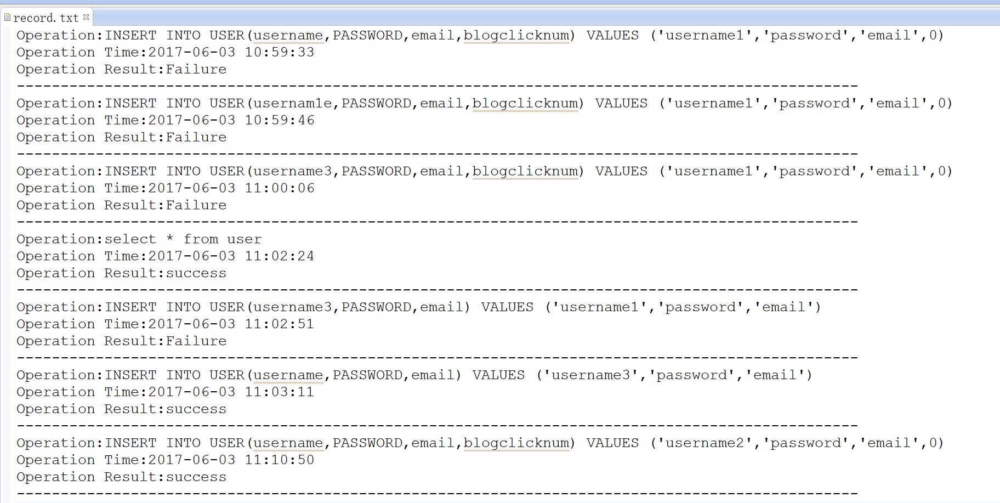 record.txt
Operation:INSERT INTO USER(username,PASSWORD,email,blogclicknum) VALUES ('username1','password','email',0)
Operation Time:2017-06-03 10:59:33
Operation Result:Failure
------------------------------------------------------------------------------------------------
Operation:INSERT INTO USER(usernam1e,PASSWORD,email,blogclicknum) VALUES ('username1','password','email',0)
Operation Time:2017-06-03 10:59:46
Operation Result:Failure
------------------------------------------------------------------------------------------------
Operation:INSERT INTO USER(username3,PASSWORD,email,blogclicknum) VALUES ('username1','password','email',0)
Operation Time:2017-06-03 11:00:06
Operation Result:Failure
------------------------------------------------------------------------------------------------
Operation:select * from user
Operation Time:2017-06-03 11:02:24
Operation Result:success
------------------------------------------------------------------------------------------------
Operation:INSERT INTO USER(username3,PASSWORD,email) VALUES ('username1','password','email')
Operation Time:2017-06-03 11:02:51
Operation Result:Failure
------------------------------------------------------------------------------------------------
Operation:INSERT INTO USER(username,PASSWORD,email) VALUES ('username3','password','email')
Operation Time:2017-06-03 11:03:11
Operation Result:success
------------------------------------------------------------------------------------------------
Operation:INSERT INTO USER(username,PASSWORD,email,blogclicknum) VALUES ('username2','password','email',0)
Operation Time:2017-06-03 11:10:50
Operation Result:success
------------------------------------------------------------------------------------------------